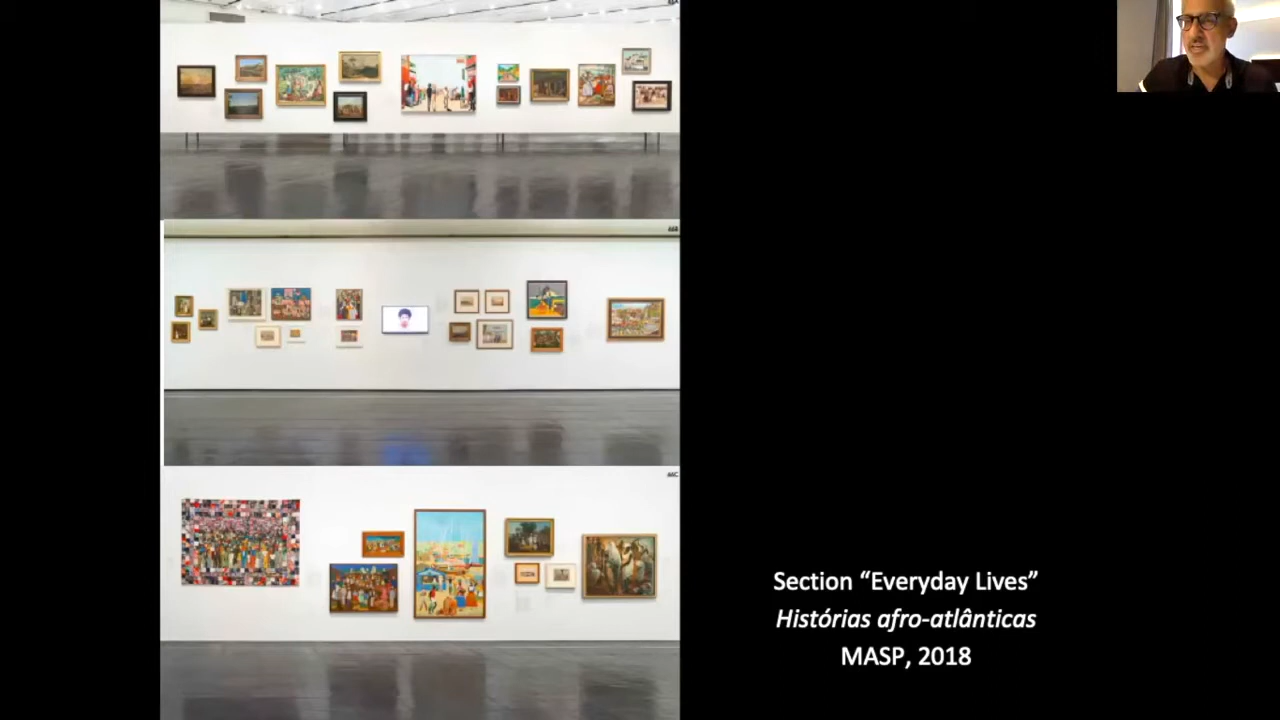 Section “Everyday Lives”
Histórias afro-atlânticas
MASP, 2018